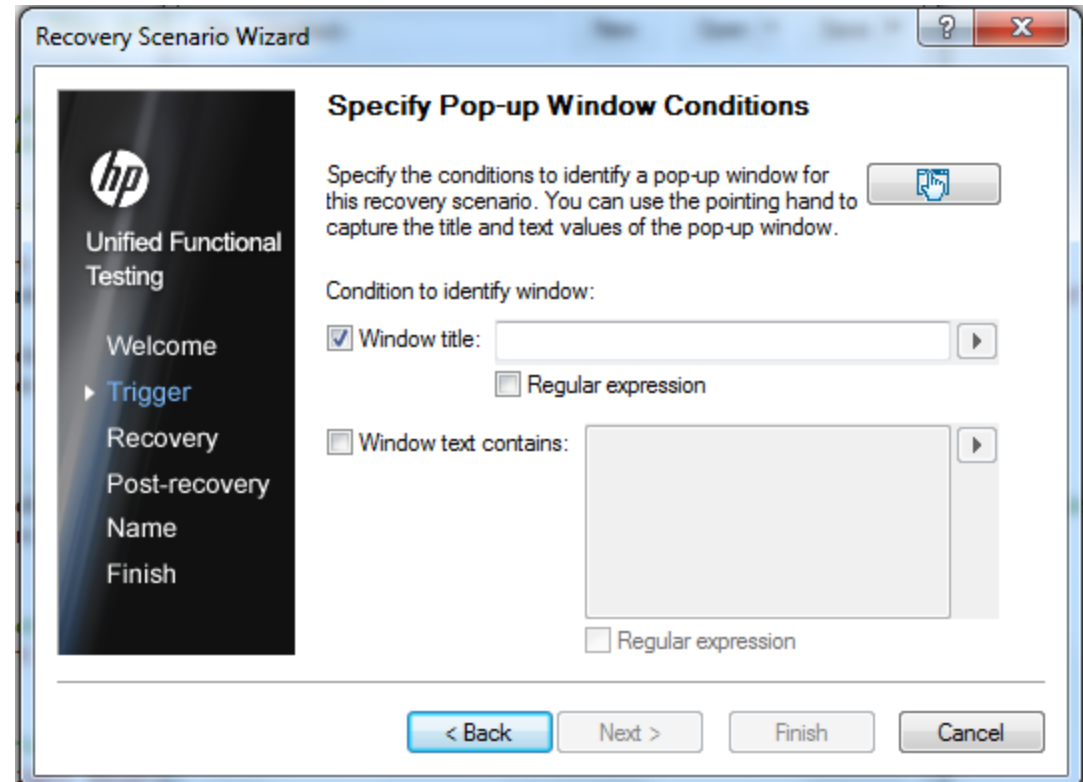 Recovery Scenario Wizard
?
X
hp
Unified Functional
Testing
Welcome
Trigger
Recovery
Post-recovery
Name
Finish
Specify Pop-up Window Conditions
Specify the conditions to identify a pop-up window for
this recovery scenario. You can use the pointing hand to
capture the title and text values of the pop-up window.
Condition to identify window:
Window title:
Regular expression
Window text contains:
Regular expression
< Back
Next >
Finish
Cancel